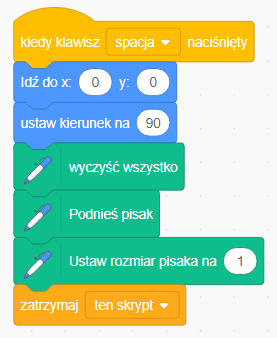 kiedy klawisz spacja naciśnięty
Idź do x: 0 y: 0
ustaw kierunek na 90
wyczyść wszystko
Podnieś pisak
Ustaw rozmiar pisaka na 1
zatrzymaj ten skrypt